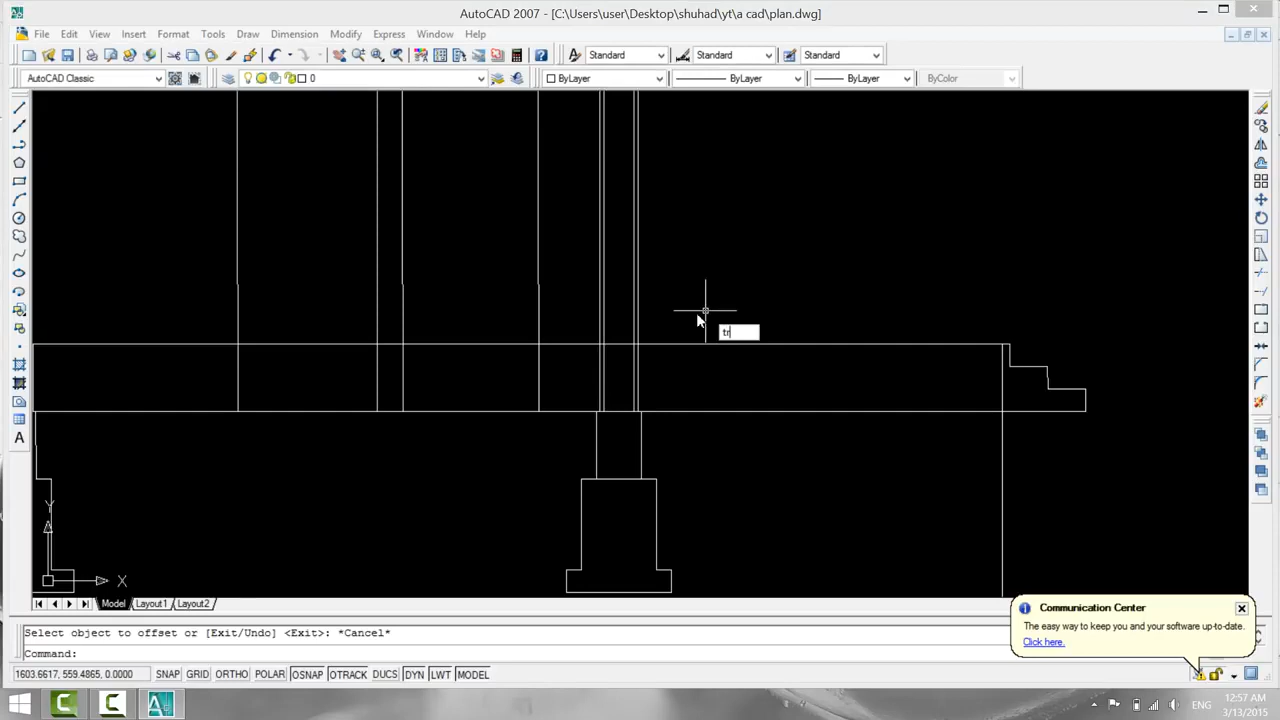 AutoCAD 2007 - [C:\Users\user\Desktop\shuhad\yt\a cad\plan.dwg]
File Edit View Insert Format Tools Draw Dimension Modify Express Window Help
Standard Standard Standard
AutoCAD Classic 0 ByLayer ByLayer ByLayer ByColor
A
tr
Y
X
Model Layout1 Layout2
Communication Center
The easy way to keep you and your software up-to-date.
Click here.
Select object to offset or [Exit/Undo] <Exit>: *Cancel*
Command:
1603.6617, 559.4865, 0.0000 SNAP GRID ORTHO POLAR OSNAP OTRACK DUCS DYN LWT MODEL
ENG
12:57 AM
3/13/2015